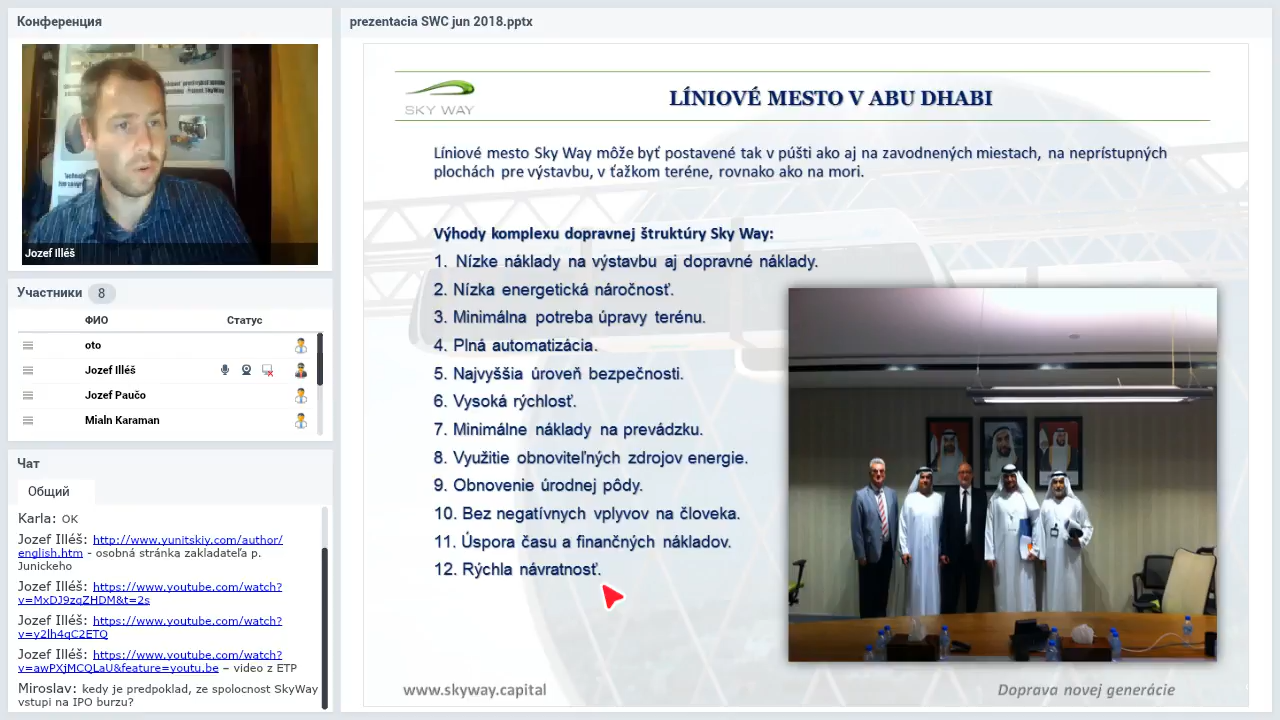 Конференция
Jozef Illéš
Участники 8
ФИО Статус
oto
Jozef Illéš
Jozef Paučo
Mialn Karaman
Чат
Общий
Karla: OK
Jozef Illéš: http://www.yunitskiy.com/author/
english.htm - osobná stránka zakladateľa p.
Junickeho
Jozef Illéš: https://www.youtube.com/watch?
v=MxDJ9zqZHDM&t=2s
Jozef Illéš: https://www.youtube.com/watch?
v=y2lh4qC2ETQ
Jozef Illéš: https://www.youtube.com/watch?
v=awPXjMCQLaU&feature=youtu.be – video z ETP
Miroslav: kedy je predpoklad, ze spolocnost SkyWay
vstupi na IPO burzu?
prezentacia SWC jun 2018.pptx
SKY WAY
LÍNIOVÉ MESTO V ABU DHABI
Líniové mesto Sky Way môže byť postavené tak v púšti ako aj na zavodnených miestach, na neprístupných
plochách pre výstavbu, v ťažkom teréne, rovnako ako na mori.
Výhody komplexu dopravnej štruktúry Sky Way:
1. Nízke náklady na výstavbu aj dopravné náklady.
2. Nízka energetická náročnosť.
3. Minimálna potreba úpravy terénu.
4. Plná automatizácia.
5. Najvyššia úroveň bezpečnosti.
6. Vysoká rýchlosť.
7. Minimálne náklady na prevádzku.
8. Využitie obnoviteľných zdrojov energie.
9. Obnovenie úrodnej pôdy.
10. Bez negatívnych vplyvov na človeka.
11. Úspora času a finančných nákladov.
12. Rýchla návratnosť.
www.skyway.capital
Doprava novej generácie